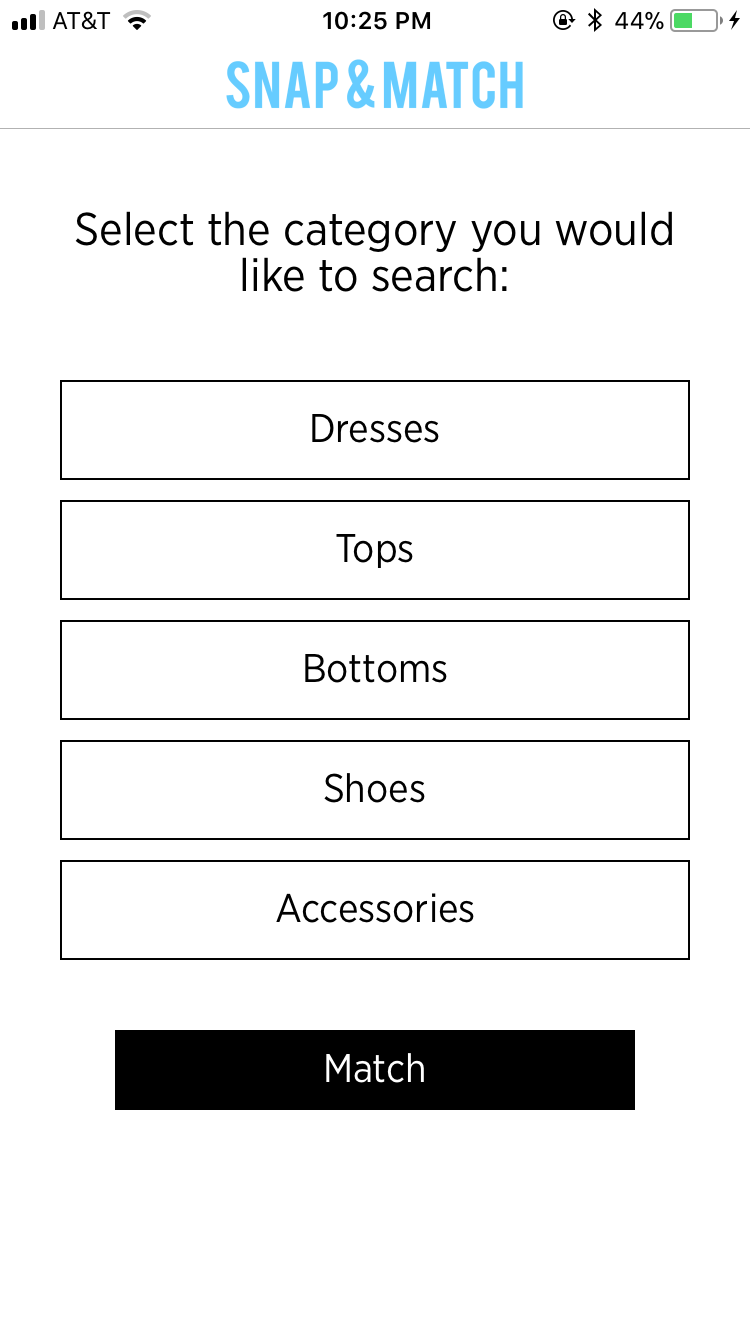 AT&T 10:25 PM 44%
SNAP & MATCH
Select the category you would
like to search:
Dresses
Tops
Bottoms
Shoes
Accessories
Match